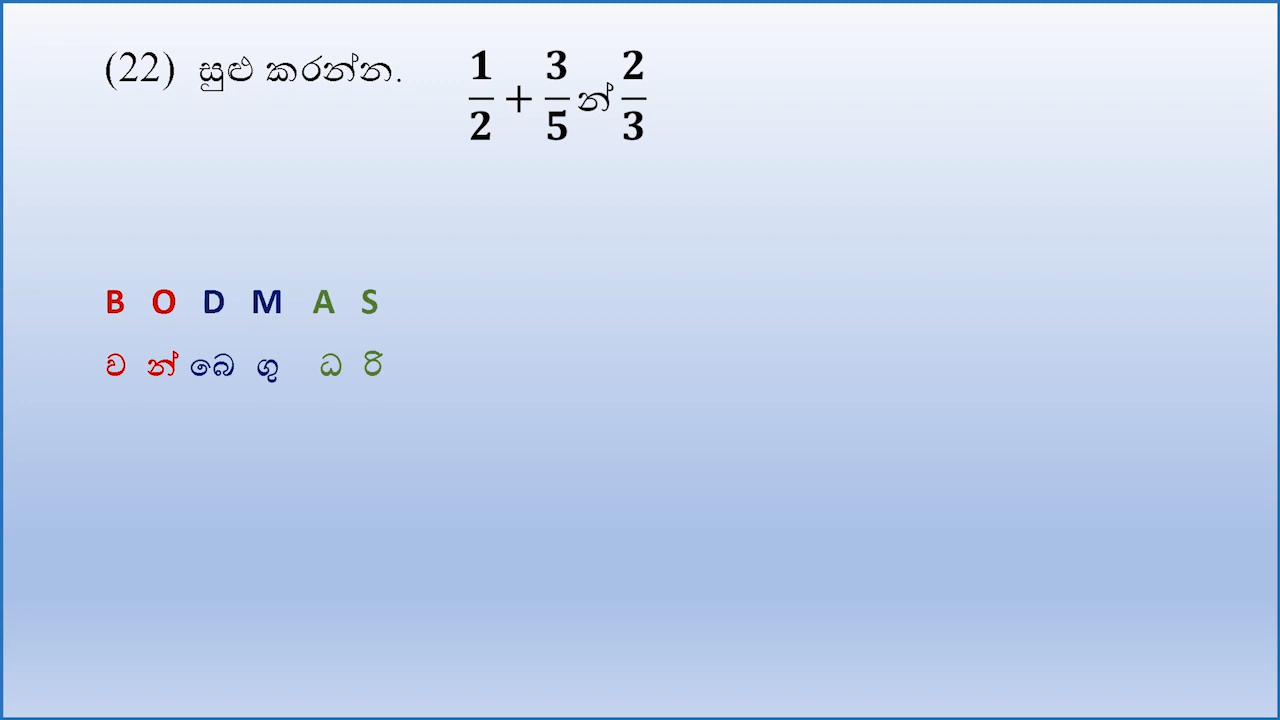 (22) සුළු කරන්න. 1/2 + 3/5 න් 2/3
B O D M A S
ව න් බෙ ගු ධ රි